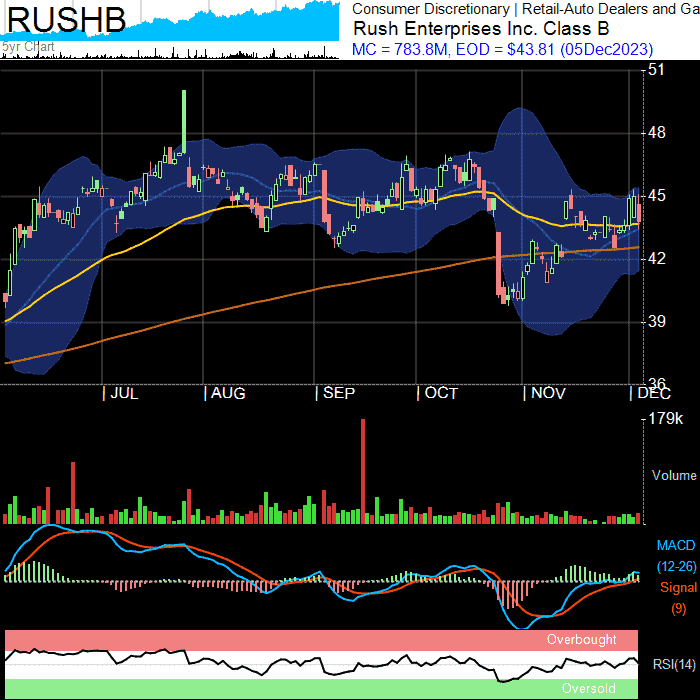 RUSHB
5yr Chart
Consumer Discretionary | Retail-Auto Dealers and Ga
Rush Enterprises Inc. Class B
MC = 783.8M, EOD = $43.81 (05Dec2023)
51
48
45
42
39
36
JUL AUG SEP OCT NOV DEC
179k
Volume
MACD
(12-26)
Signal
(9)
Overbought
RSI(14)
Oversold